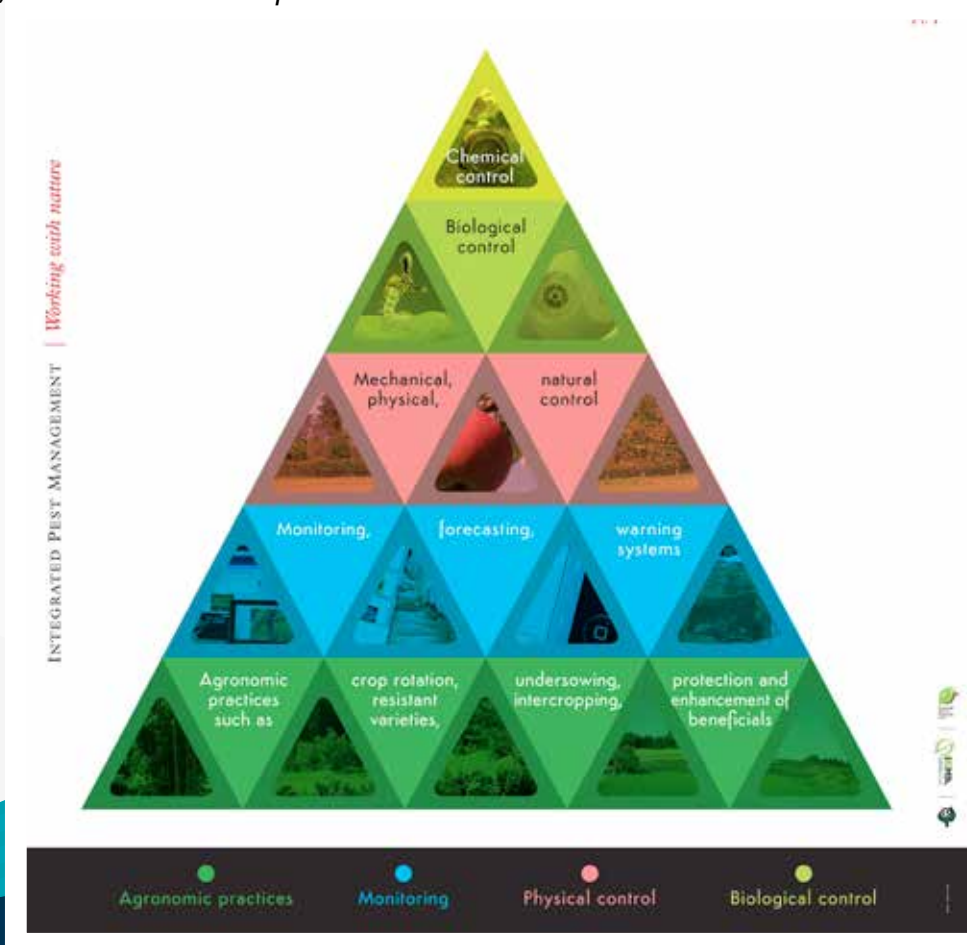 INTEGRATED PEST MANAGEMENT | Working with nature
Chemical
control
Biological
control
Mechanical,
physical,
natural
control
Monitoring,
forecasting,
warning
systems
Agronomic
practices
such as
crop rotation,
resistant
varieties,
undersowing,
intercropping,
protection and
enhancement of
beneficials
Agronomic practices
Monitoring
Physical control
Biological control